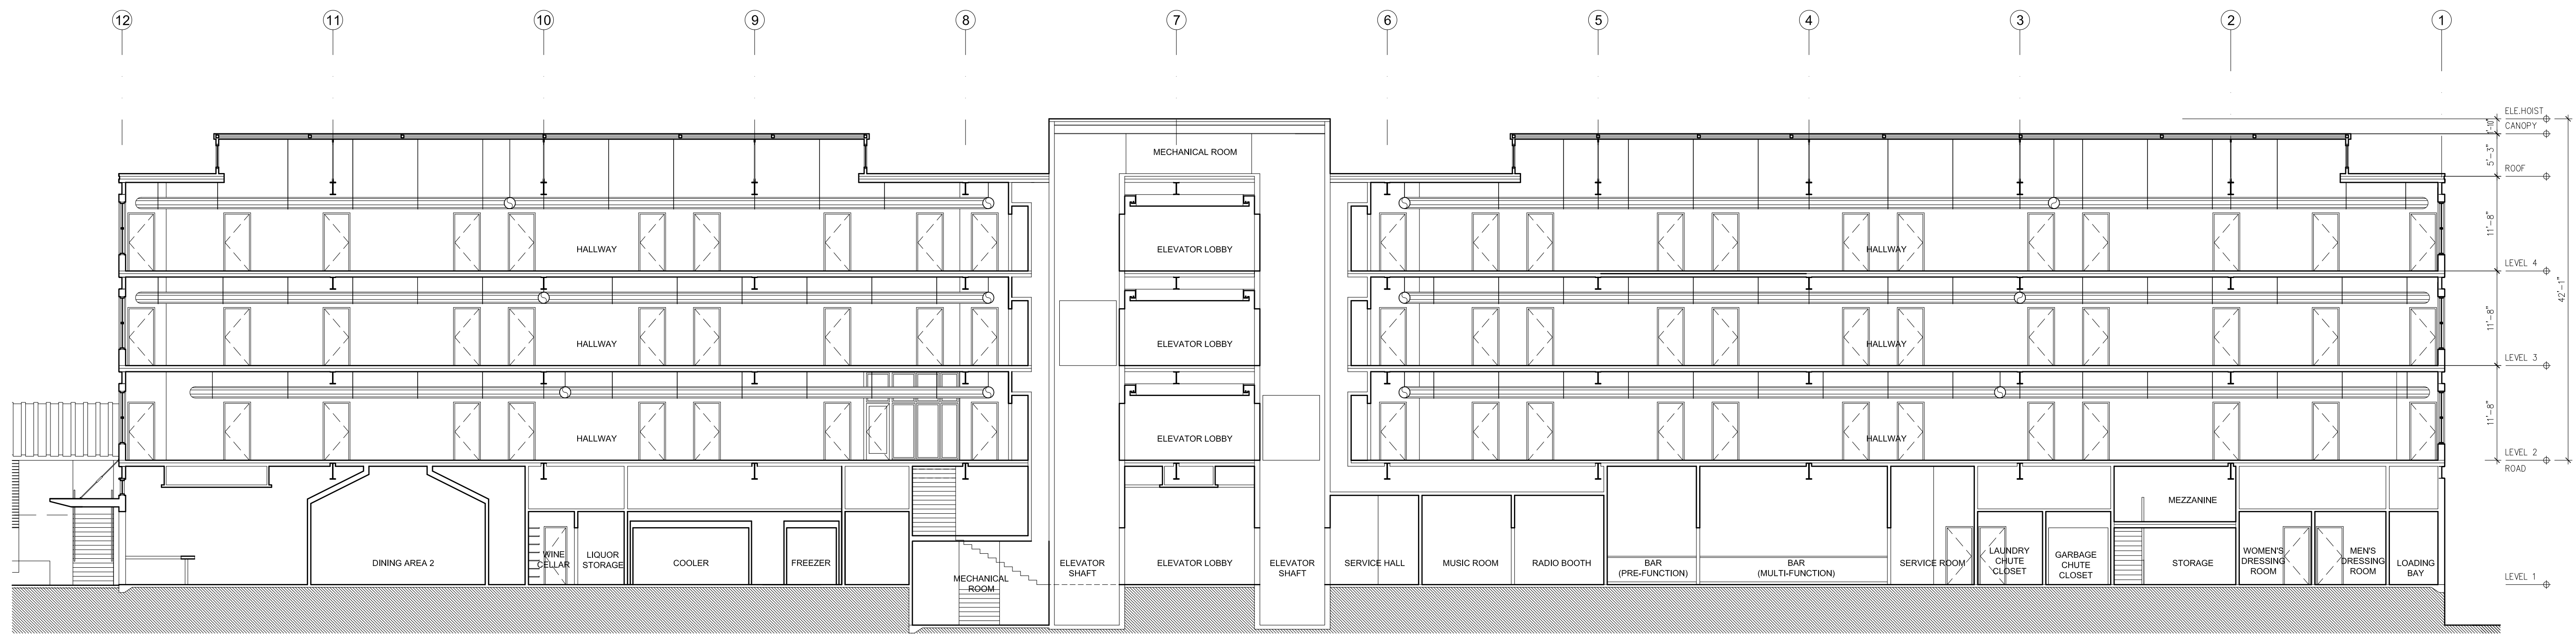 12 11 10 9 8 7 6 5 4 3 2 1
ELE.HOIST
1'-10"
CANOPY
MECHANICAL ROOM
5'-3"
ROOF
11'-8"
HALLWAY
ELEVATOR LOBBY
HALLWAY
LEVEL 4
42'-1"
11'-8"
HALLWAY
ELEVATOR LOBBY
HALLWAY
LEVEL 3
11'-8"
HALLWAY
ELEVATOR LOBBY
HALLWAY
LEVEL 2
ROAD
MEZZANINE
DINING AREA 2
WINE
CELLAR
LIQUOR
STORAGE
COOLER
FREEZER
MECHANICAL
ROOM
ELEVATOR
SHAFT
ELEVATOR LOBBY
ELEVATOR
SHAFT
SERVICE HALL
MUSIC ROOM
RADIO BOOTH
BAR
(PRE-FUNCTION)
BAR
(MULTI-FUNCTION)
SERVICE ROOM
LAUNDRY
CHUTE
CLOSET
GARBAGE
CHUTE
CLOSET
STORAGE
WOMEN'S
DRESSING
ROOM
MEN'S
DRESSING
ROOM
LOADING
BAY
LEVEL 1